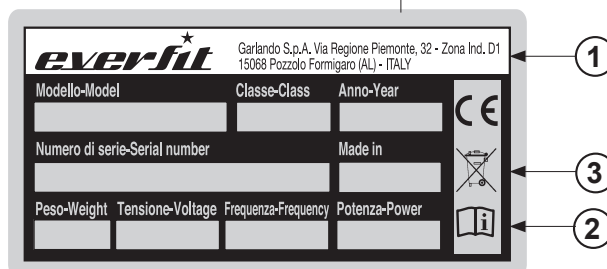 everfit
Garlando S.p.A. Via Regione Piemonte, 32 - Zona Ind. D1
15068 Pozzolo Formigaro (AL) - ITALY
1
Modello-Model Classe-Class Anno-Year
CE
Numero di serie-Serial number Made in
3
Peso-Weight Tensione-Voltage Frequenza-Frequency Potenza-Power
i
2